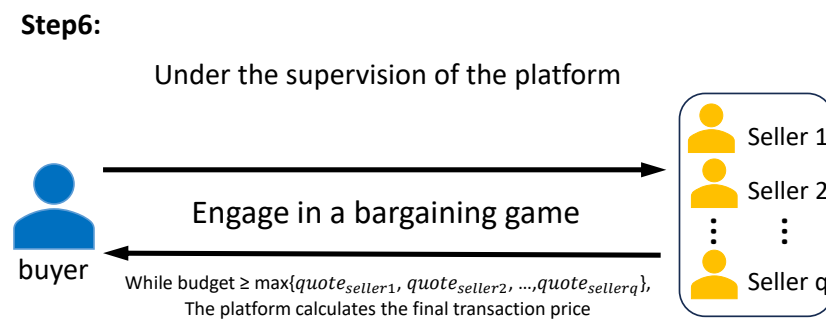 Step6:
Under the supervision of the platform
Seller 1
Seller 2
Engage in a bargaining game
⋮ ⋮
buyer
Seller q
While budget ≥ max{quote_seller1, quote_seller2, …,quote_sellerq},
The platform calculates the final transaction price